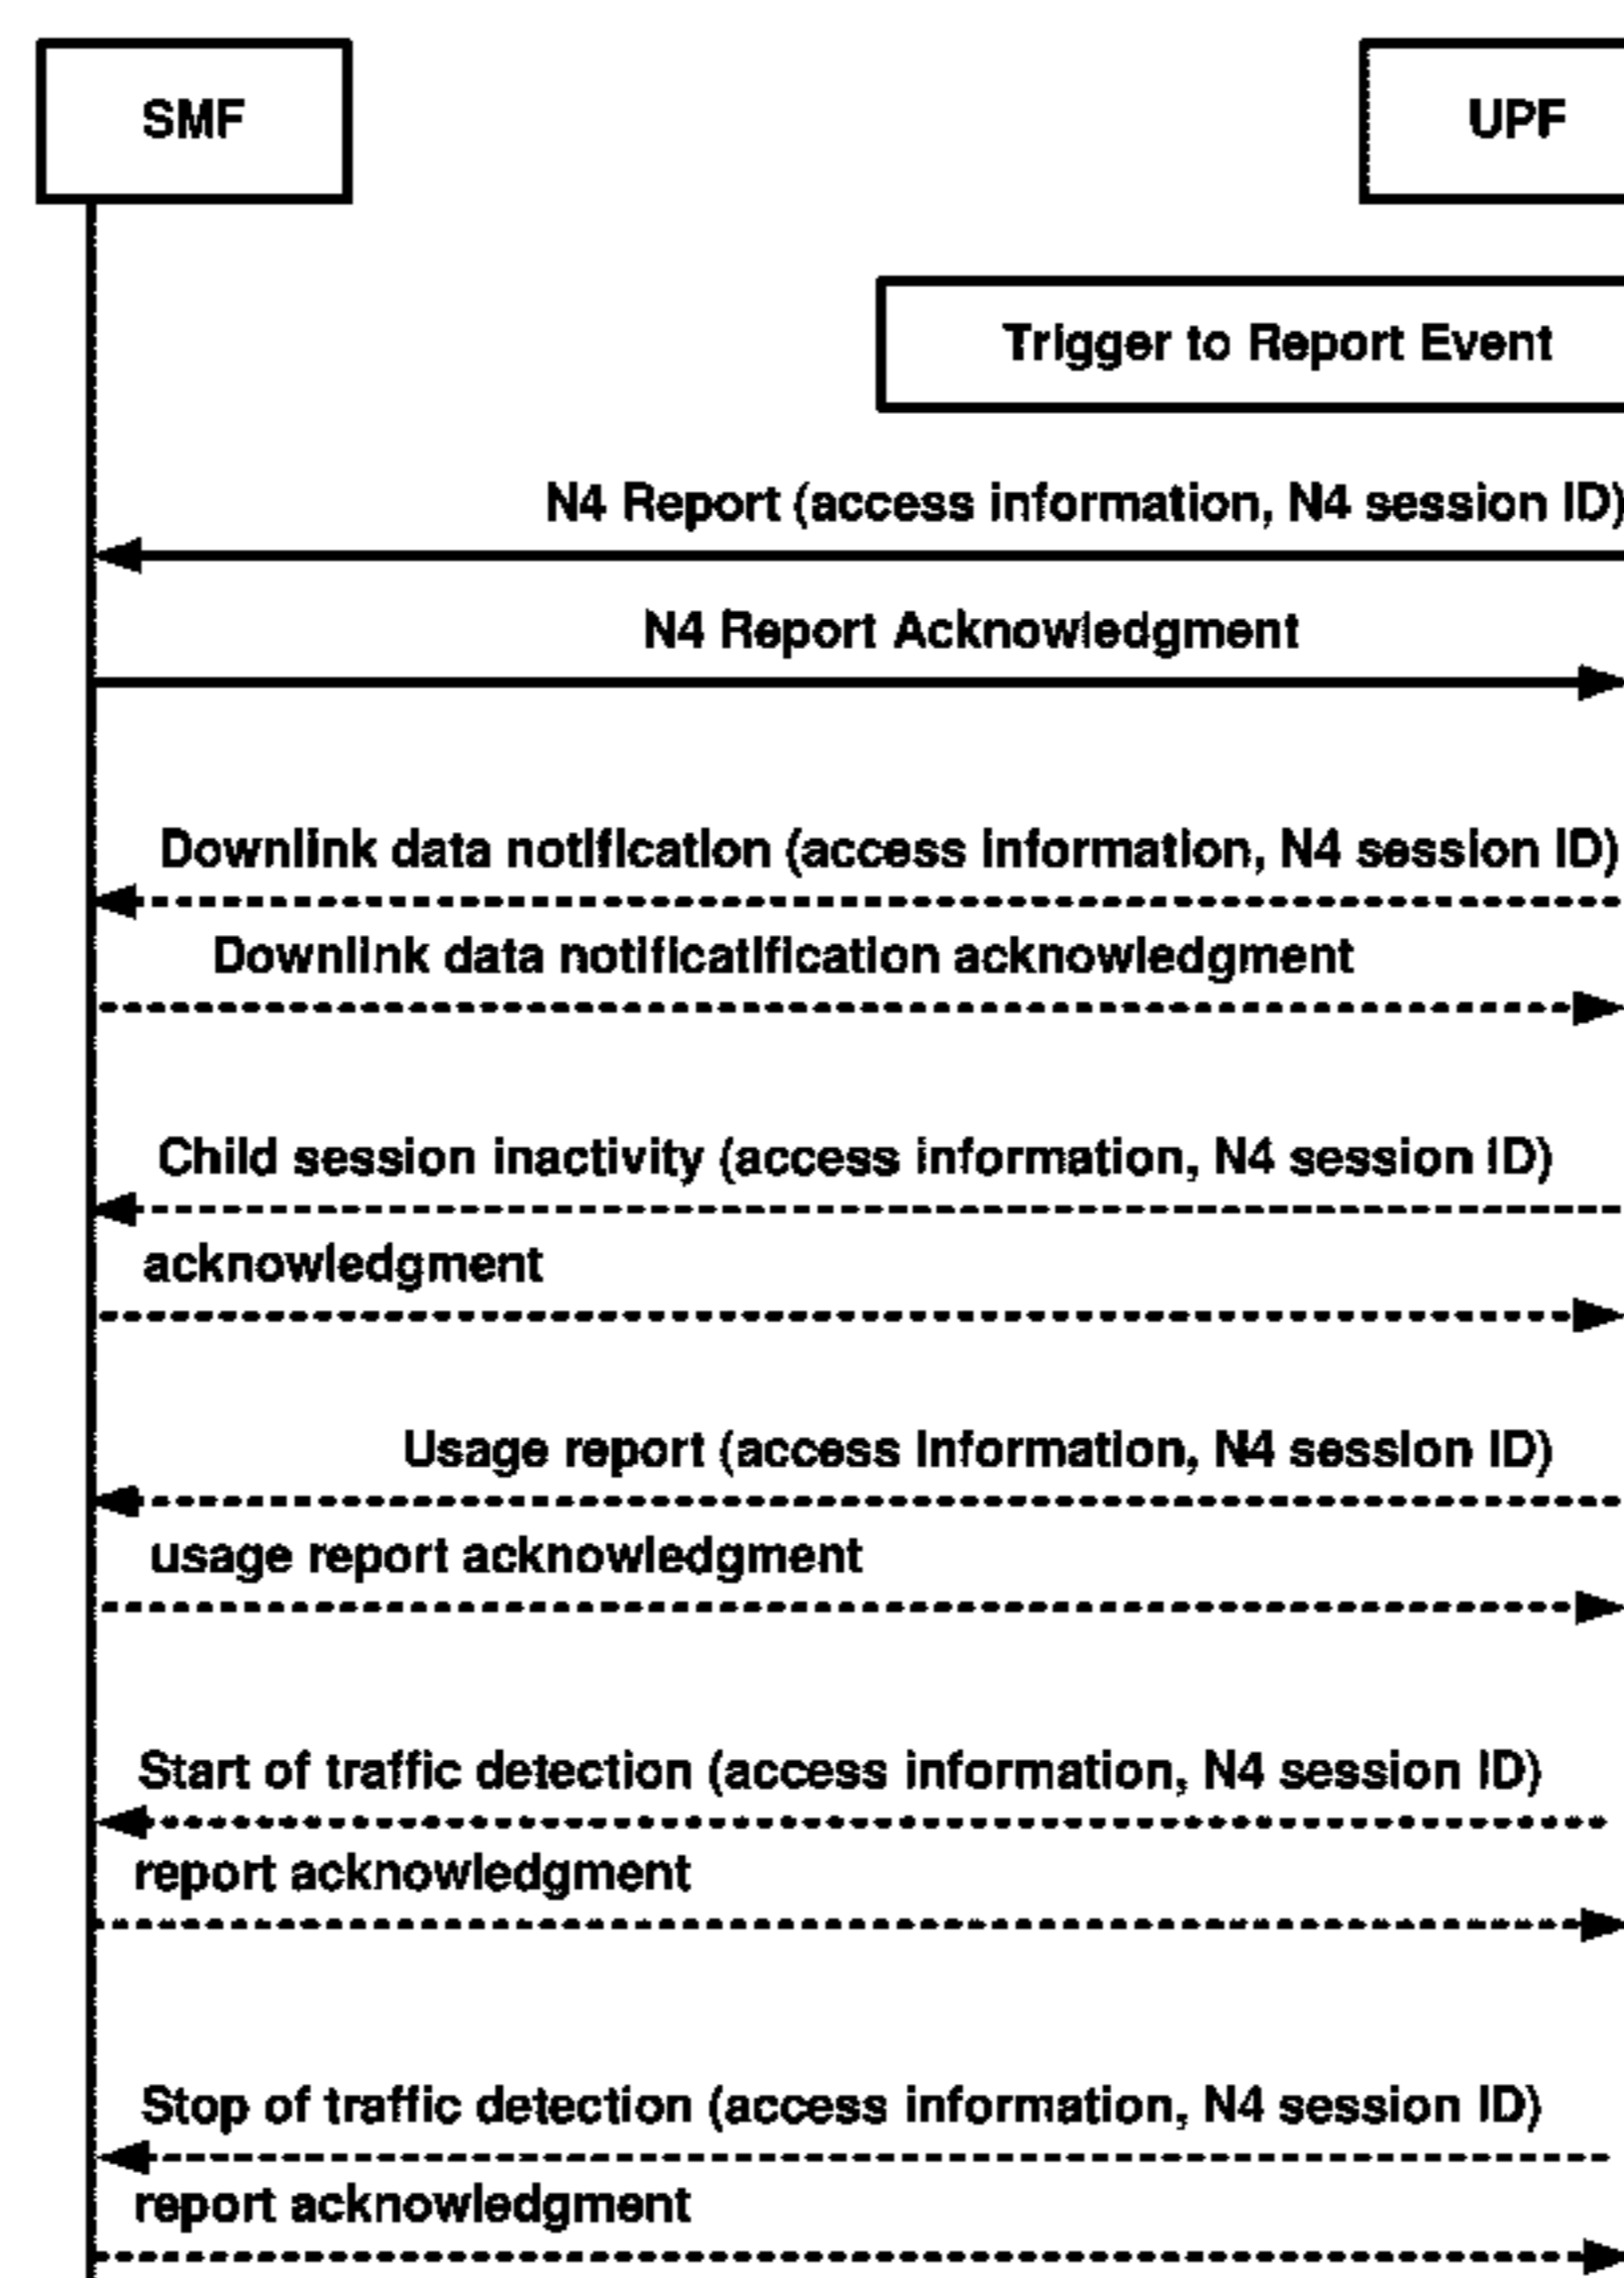 SMF
UPF
Trigger to Report Event
N4 Report (access information, N4 session ID)
N4 Report Acknowledgment
Downlink data notification (access information, N4 session ID)
Downlink data notificatification acknowledgment
Child session inactivity (access information, N4 session ID)
acknowledgment
Usage report (access information, N4 session ID)
usage report acknowledgment
Start of traffic detection (access information, N4 session ID)
report acknowledgment
Stop of traffic detection (access information, N4 session ID)
report acknowledgment